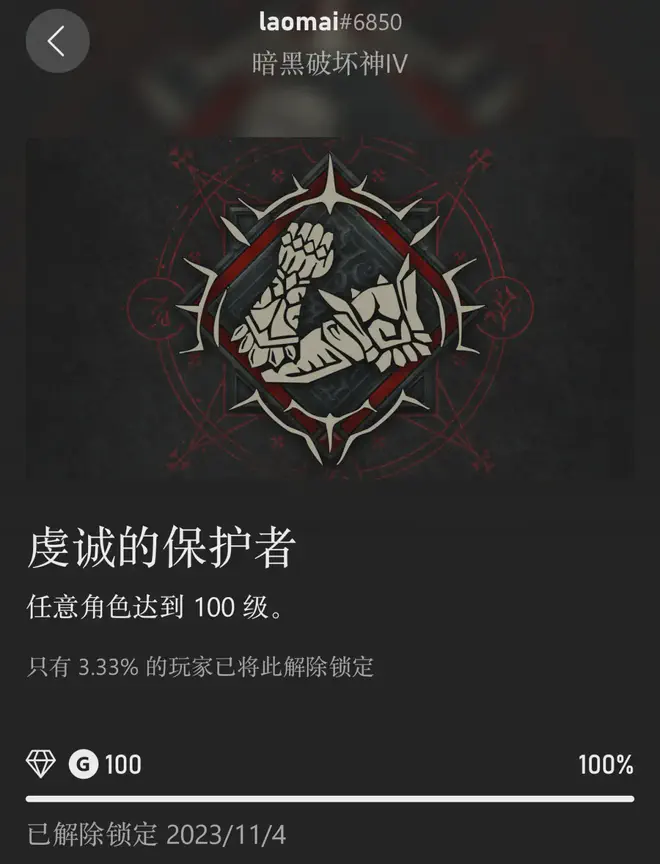 laomai#6850
暗黑破坏神IV
虔诚的保护者
任意角色达到 100 级。
只有 3.33% 的玩家已将此解除锁定
G 100 100%
已解除锁定 2023/11/4